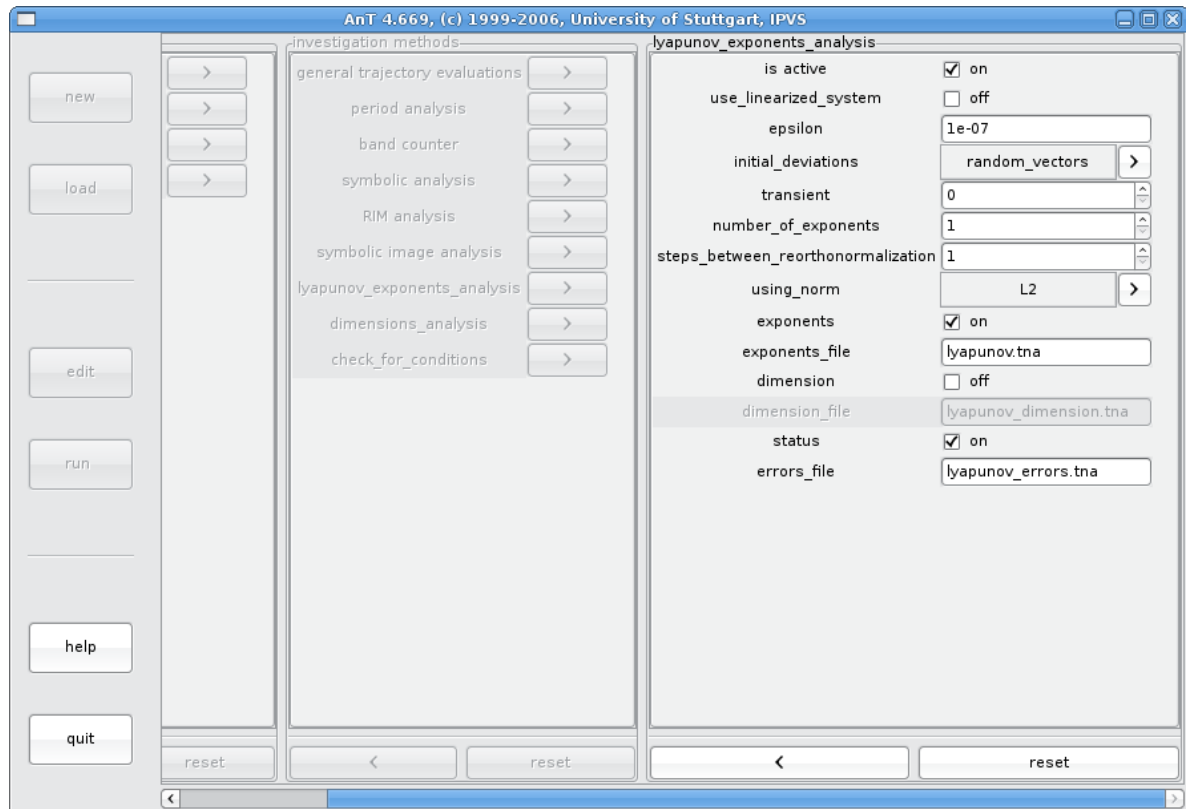 AnT 4.669, (c) 1999-2006, University of Stuttgart, IPVS
new
load
edit
run
help
quit
>
>
>
>
reset
investigation methods
general trajectory evaluations >
period analysis >
band counter >
symbolic analysis >
RIM analysis >
symbolic image analysis >
lyapunov_exponents_analysis >
dimensions_analysis >
check_for_conditions >
< reset
lyapunov_exponents_analysis
is active on
use_linearized_system off
epsilon 1e-07
initial_deviations random_vectors >
transient 0
number_of_exponents 1
steps_between_reorthonormalization 1
using_norm L2 >
exponents on
exponents_file lyapunov.tna
dimension off
dimension_file lyapunov_dimension.tna
status on
errors_file lyapunov_errors.tna
< reset